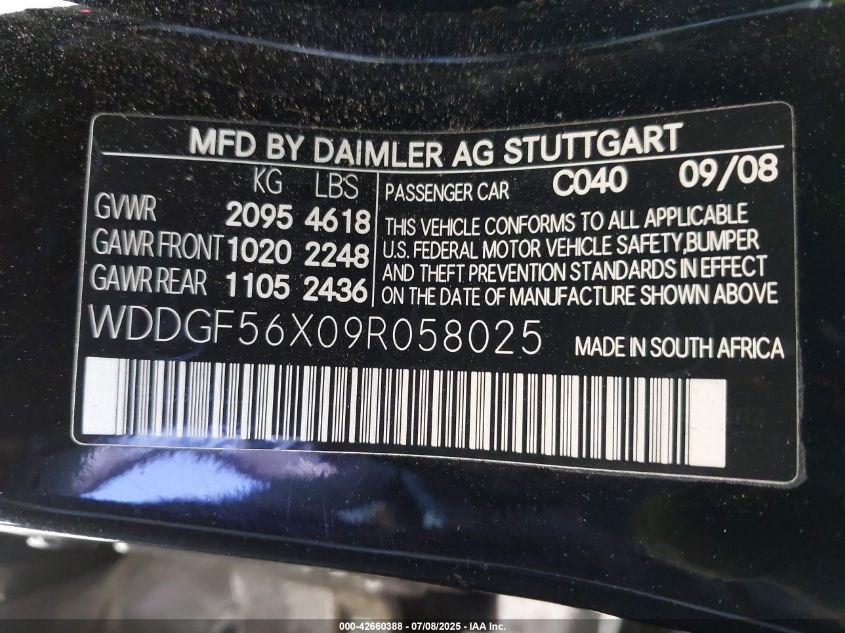 MFD BY DAIMLER AG STUTTGART
KG LBS
GVWR 2095 4618
GAWR FRONT 1020 2248
GAWR REAR 1105 2436
PASSENGER CAR C040 09/08
THIS VEHICLE CONFORMS TO ALL APPLICABLE
U.S. FEDERAL MOTOR VEHICLE SAFETY,BUMPER
AND THEFT PREVENTION STANDARDS IN EFFECT
ON THE DATE OF MANUFACTURE SHOWN ABOVE
WDDGF56X09R058025 MADE IN SOUTH AFRICA
000-42660388 - 07/08/2025 - IAA Inc.